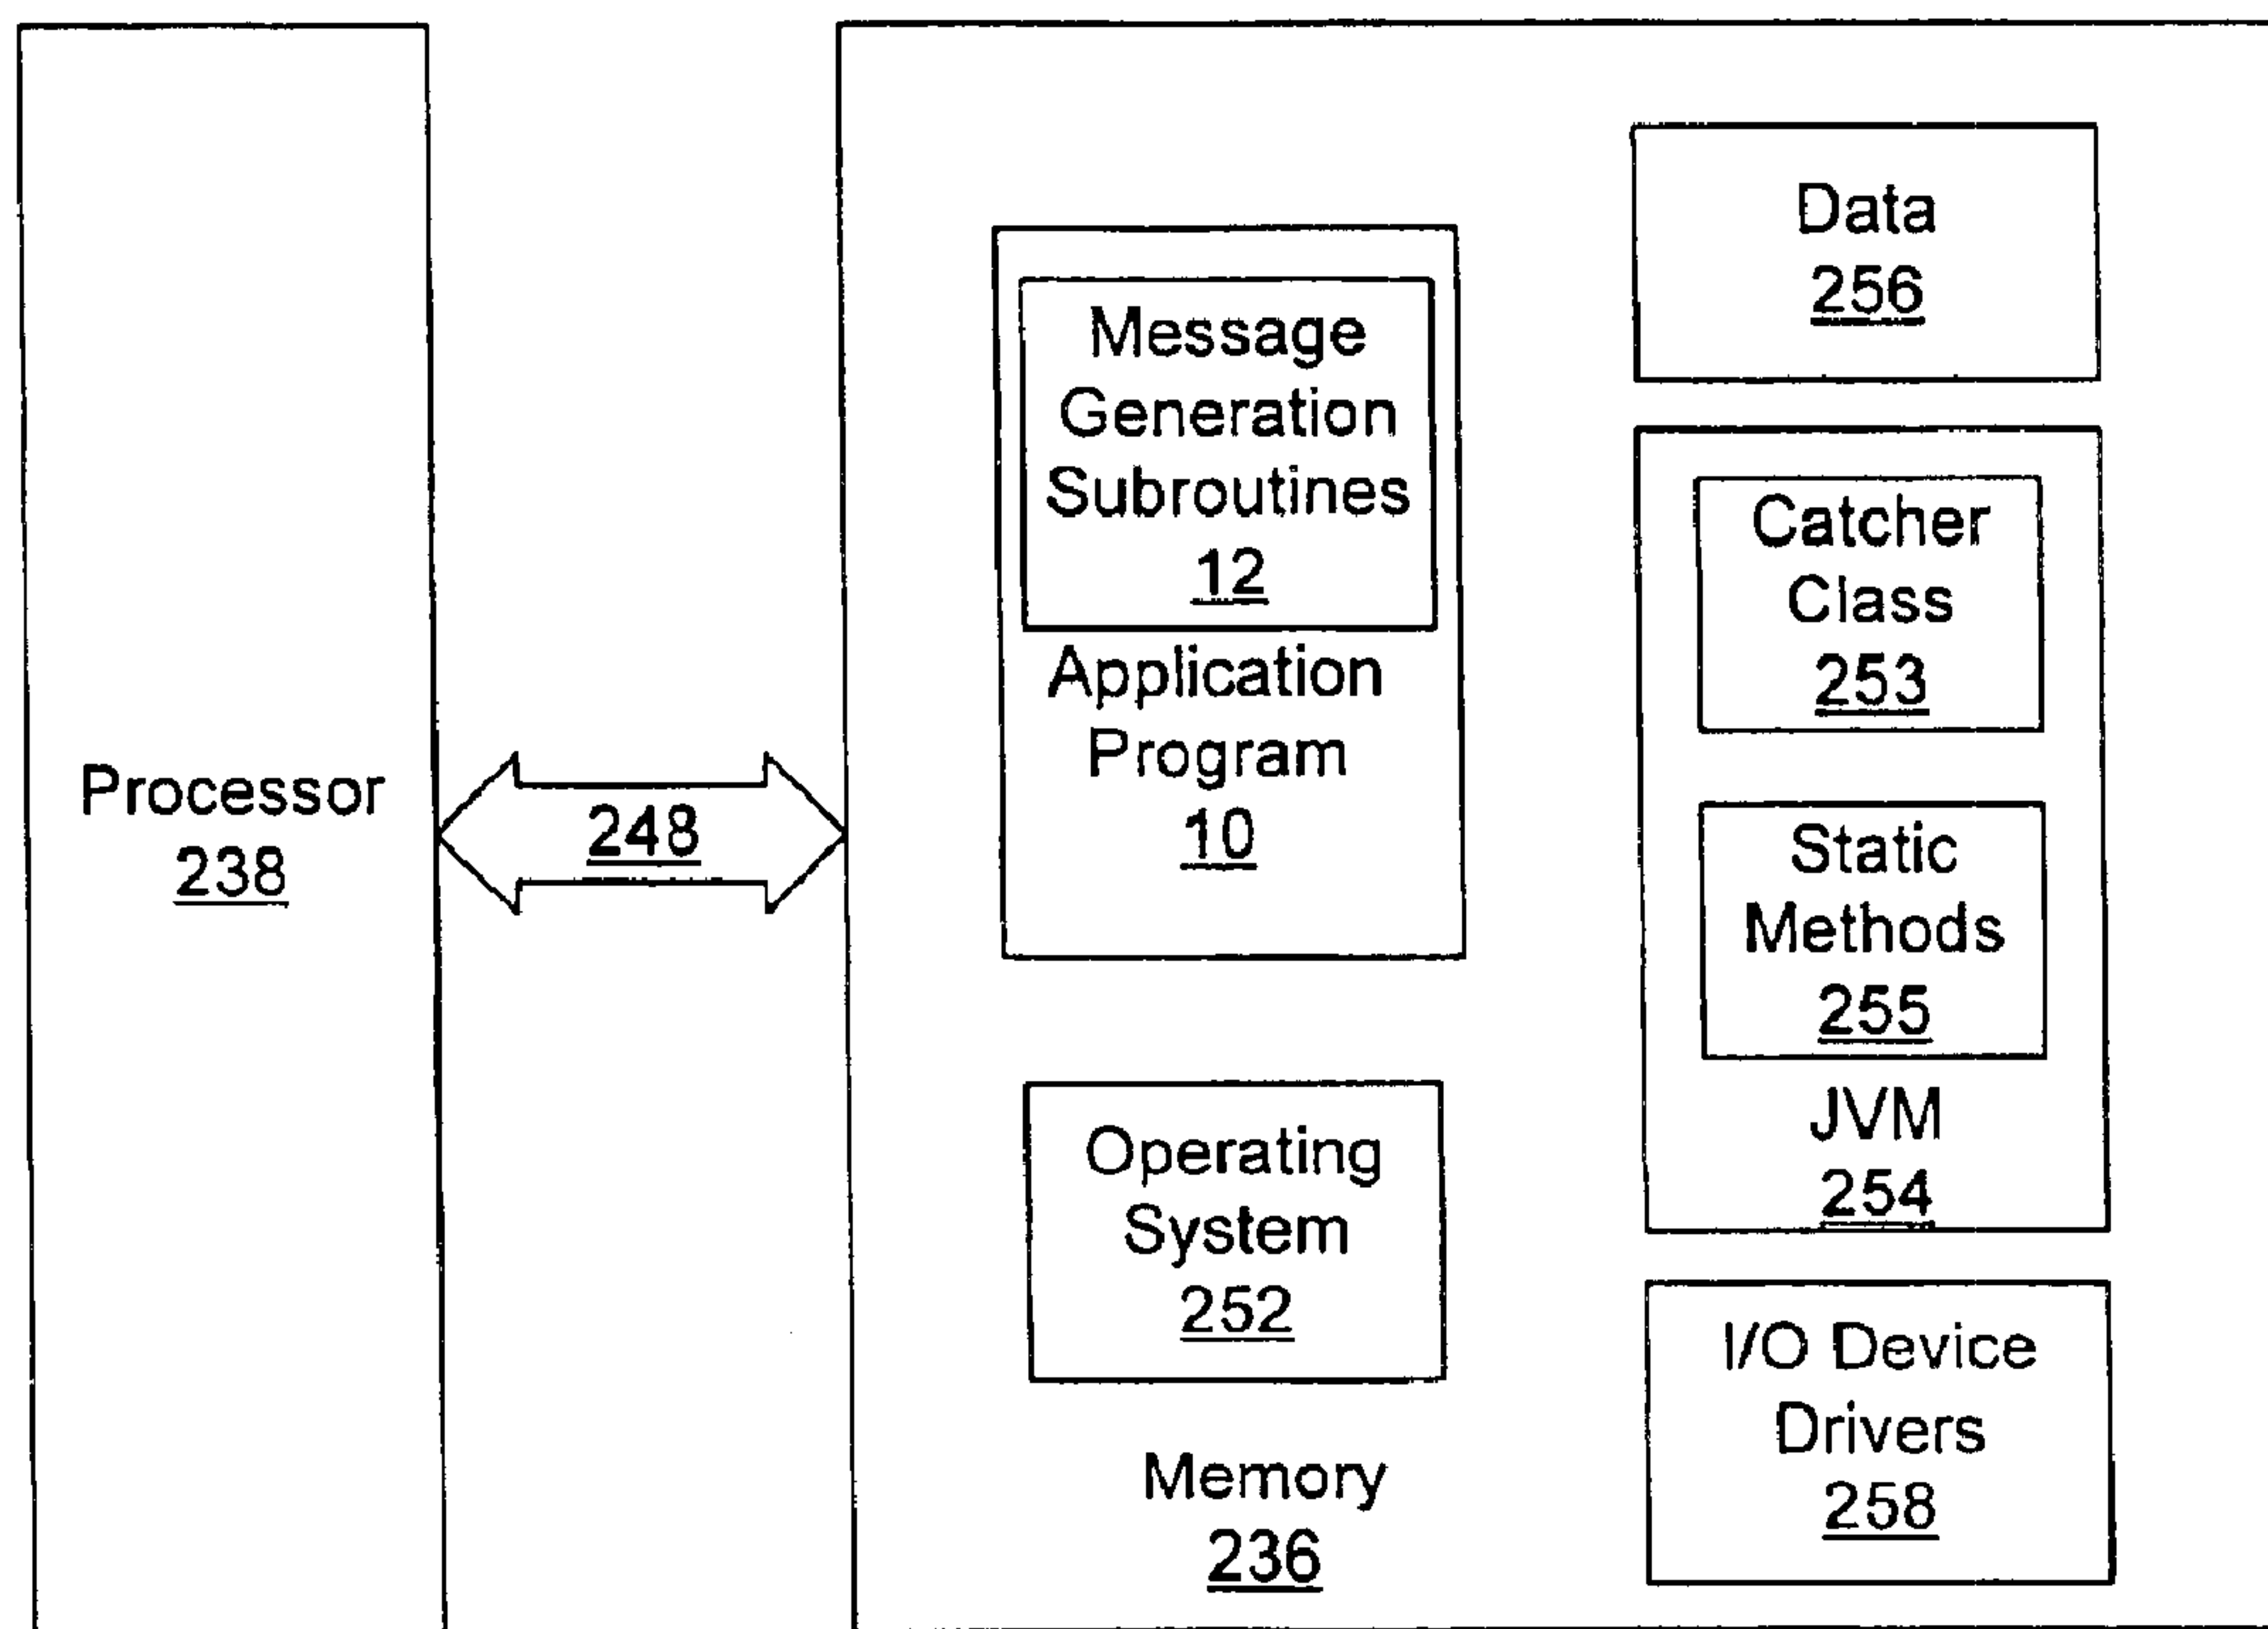 Processor
238
248
Message
Generation
Subroutines
12
Application
Program
10
Operating
System
252
Memory
236
Data
256
Catcher
Class
253
Static
Methods
255
JVM
254
I/O Device
Drivers
258